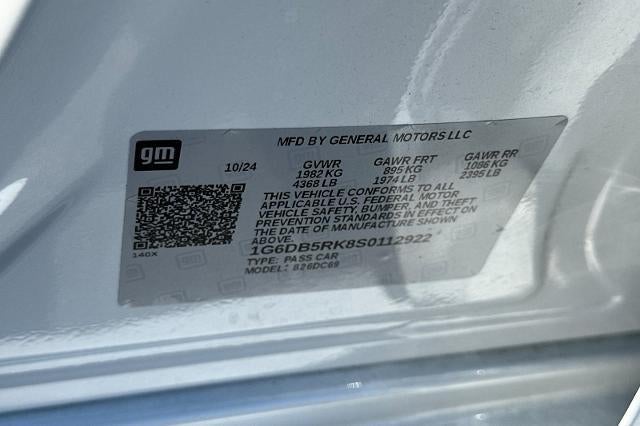 MFD BY GENERAL MOTORS LLC
gm
10/24 GVWR GAWR FRT GAWR RR
1982 KG 895 KG 1086 KG
4368 LB 1974 LB 2395 LB
THIS VEHICLE CONFORMS TO ALL
APPLICABLE U.S. FEDERAL MOTOR
VEHICLE SAFETY, BUMPER, AND THEFT
PREVENTION STANDARDS IN EFFECT ON
THE DATE OF MANUFACTURE SHOWN
ABOVE.
1G6DB5RK8S0112922
140X
TYPE: PASS CAR
MODEL: 826DC69